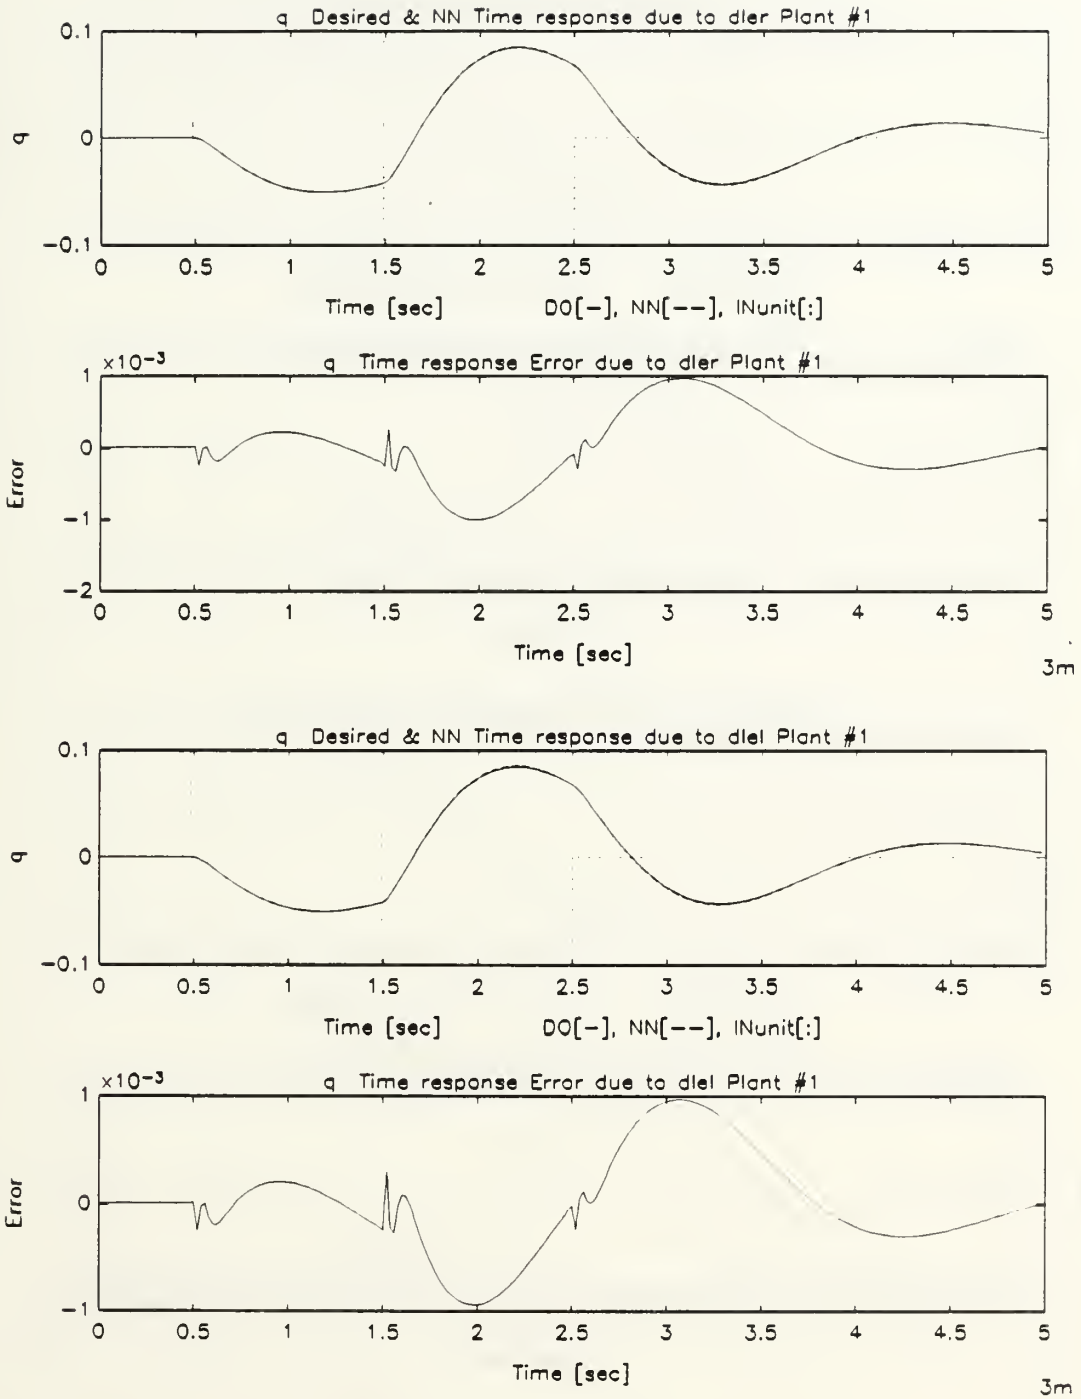 q Desired & NN Time response due to dler Plant #1
0.1
0
-0.1
q
0 0.5 1 1.5 2 2.5 3 3.5 4 4.5 5
Time [sec] DO[-], NN[--], INunit[:]
×10-3 q Time response Error due to dler Plant #1
1
0
-1
-2
Error
0 0.5 1 1.5 2 2.5 3 3.5 4 4.5 5
Time [sec]
3m
q Desired & NN Time response due to dlel Plant #1
0.1
0
-0.1
q
0 0.5 1 1.5 2 2.5 3 3.5 4 4.5 5
Time [sec] DO[-], NN[--], INunit[:]
×10-3 q Time response Error due to dlel Plant #1
1
0
-1
Error
0 0.5 1 1.5 2 2.5 3 3.5 4 4.5 5
Time [sec]
3m